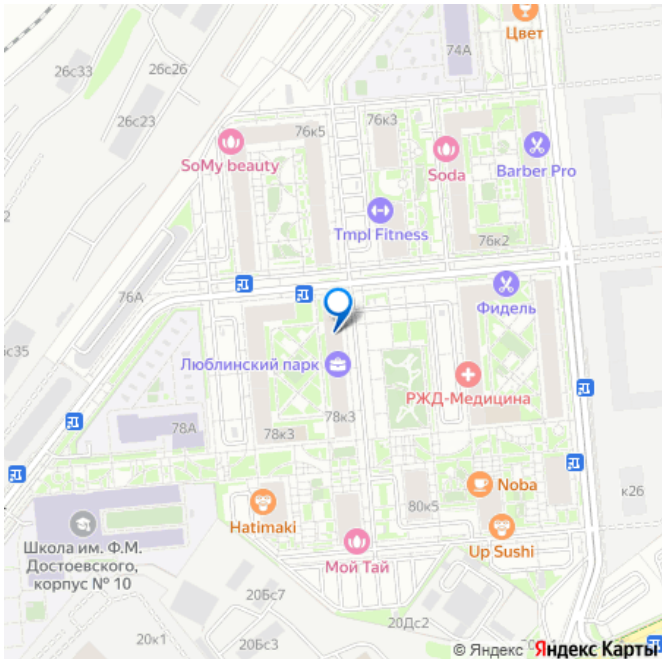 Цвет
74А
26с33
26с26
26с23
76к5
76к3
SoMy beauty
Soda
Barber Pro
Tmpl Fitness
76к2
76А
Фидель
с35
Люблинский парк
РЖД-Медицина
78к3
78А
78к3
Noba
к26
80к5
Hatimaki
Up Sushi
Школа им. Ф.М.
Достоевского,
корпус № 10
Мой Тай
20Бс7
20Дс2
20к1
20Бс3
© Яндекс Яндекс Карты